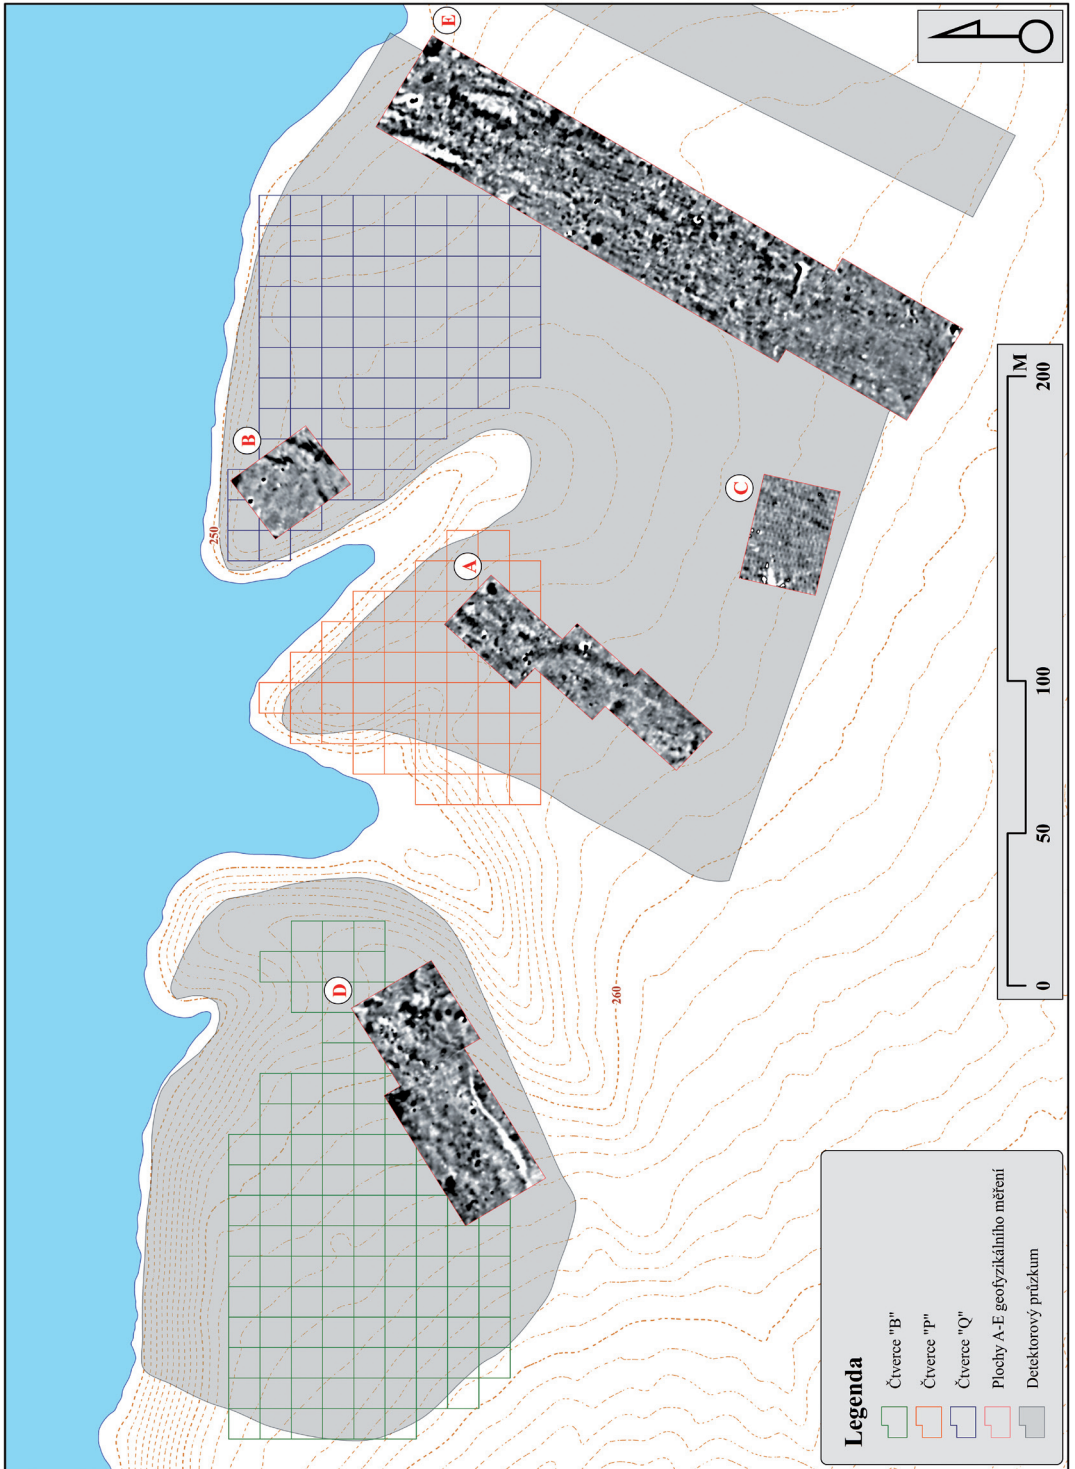 E
B
250
A
C
D
260
M
0
50
100
200
Legenda
Čtverce "B"
Čtverce "P"
Čtverce "Q"
Plochy A-E geofyzikálního měření
Detektorový průzkum